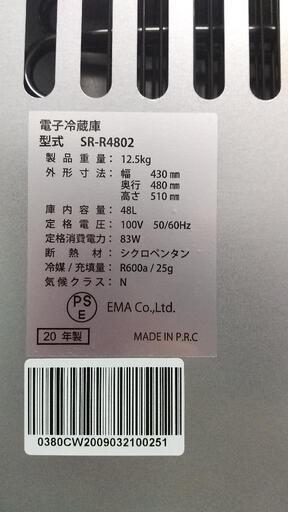 電子冷蔵庫
型式 SR-R4802
製品重量: 12.5kg
外形寸法: 幅 430㎜
奥行 480㎜
高さ 510㎜
庫内容量: 48L
定格電圧: 100V 50/60Hz
定格消費電力: 83W
断熱材: シクロペンタン
冷媒/充填量: R600a / 25g
気候クラス: N
PS
E
EMA Co.,Ltd.
20 年製
MADE IN P.R.C
0380CW2009032100251